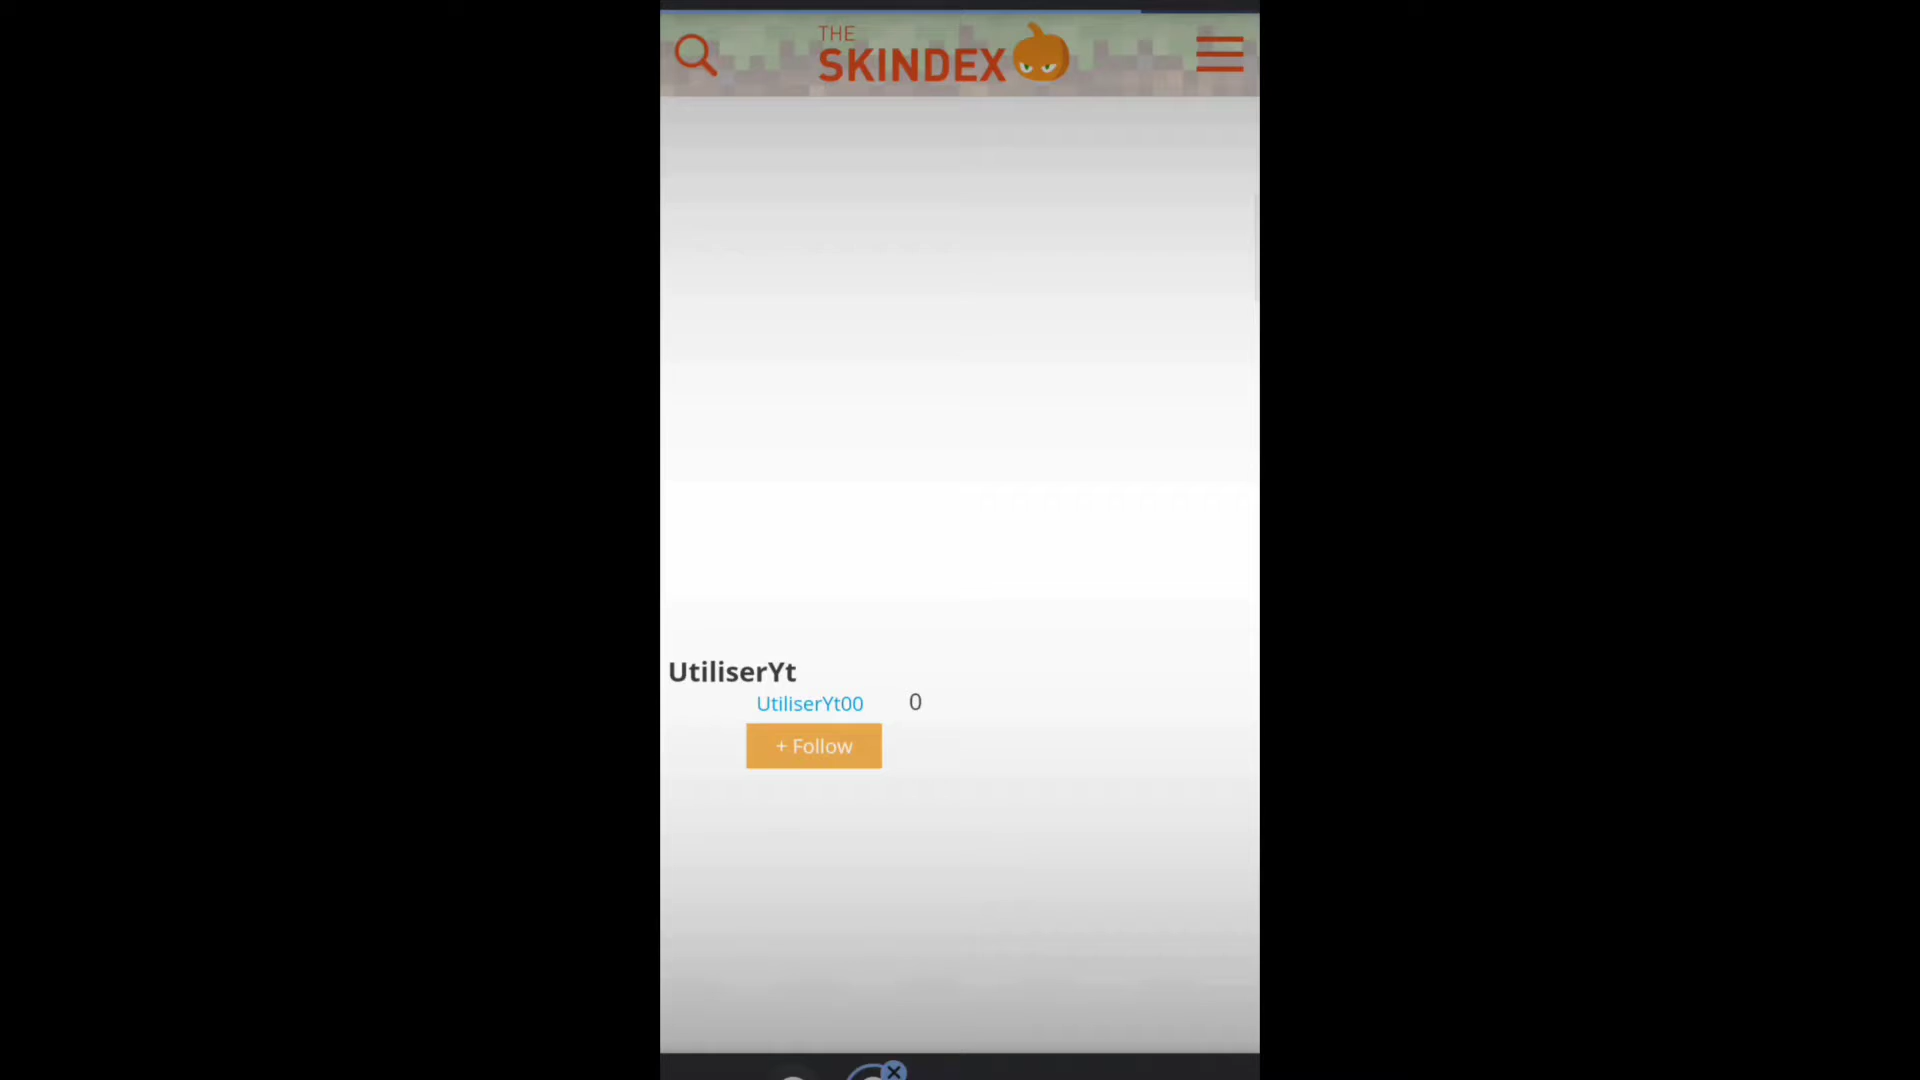 THE
SKINDEX
UtiliserYt
UtiliserYt00 0
+ Follow